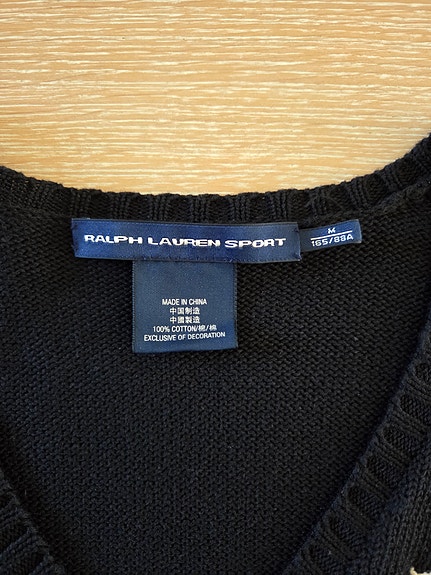 RALPH LAUREN SPORT
M
165/88A
MADE IN CHINA
中国制造
中國製造
100% COTTON/棉/棉
EXCLUSIVE OF DECORATION